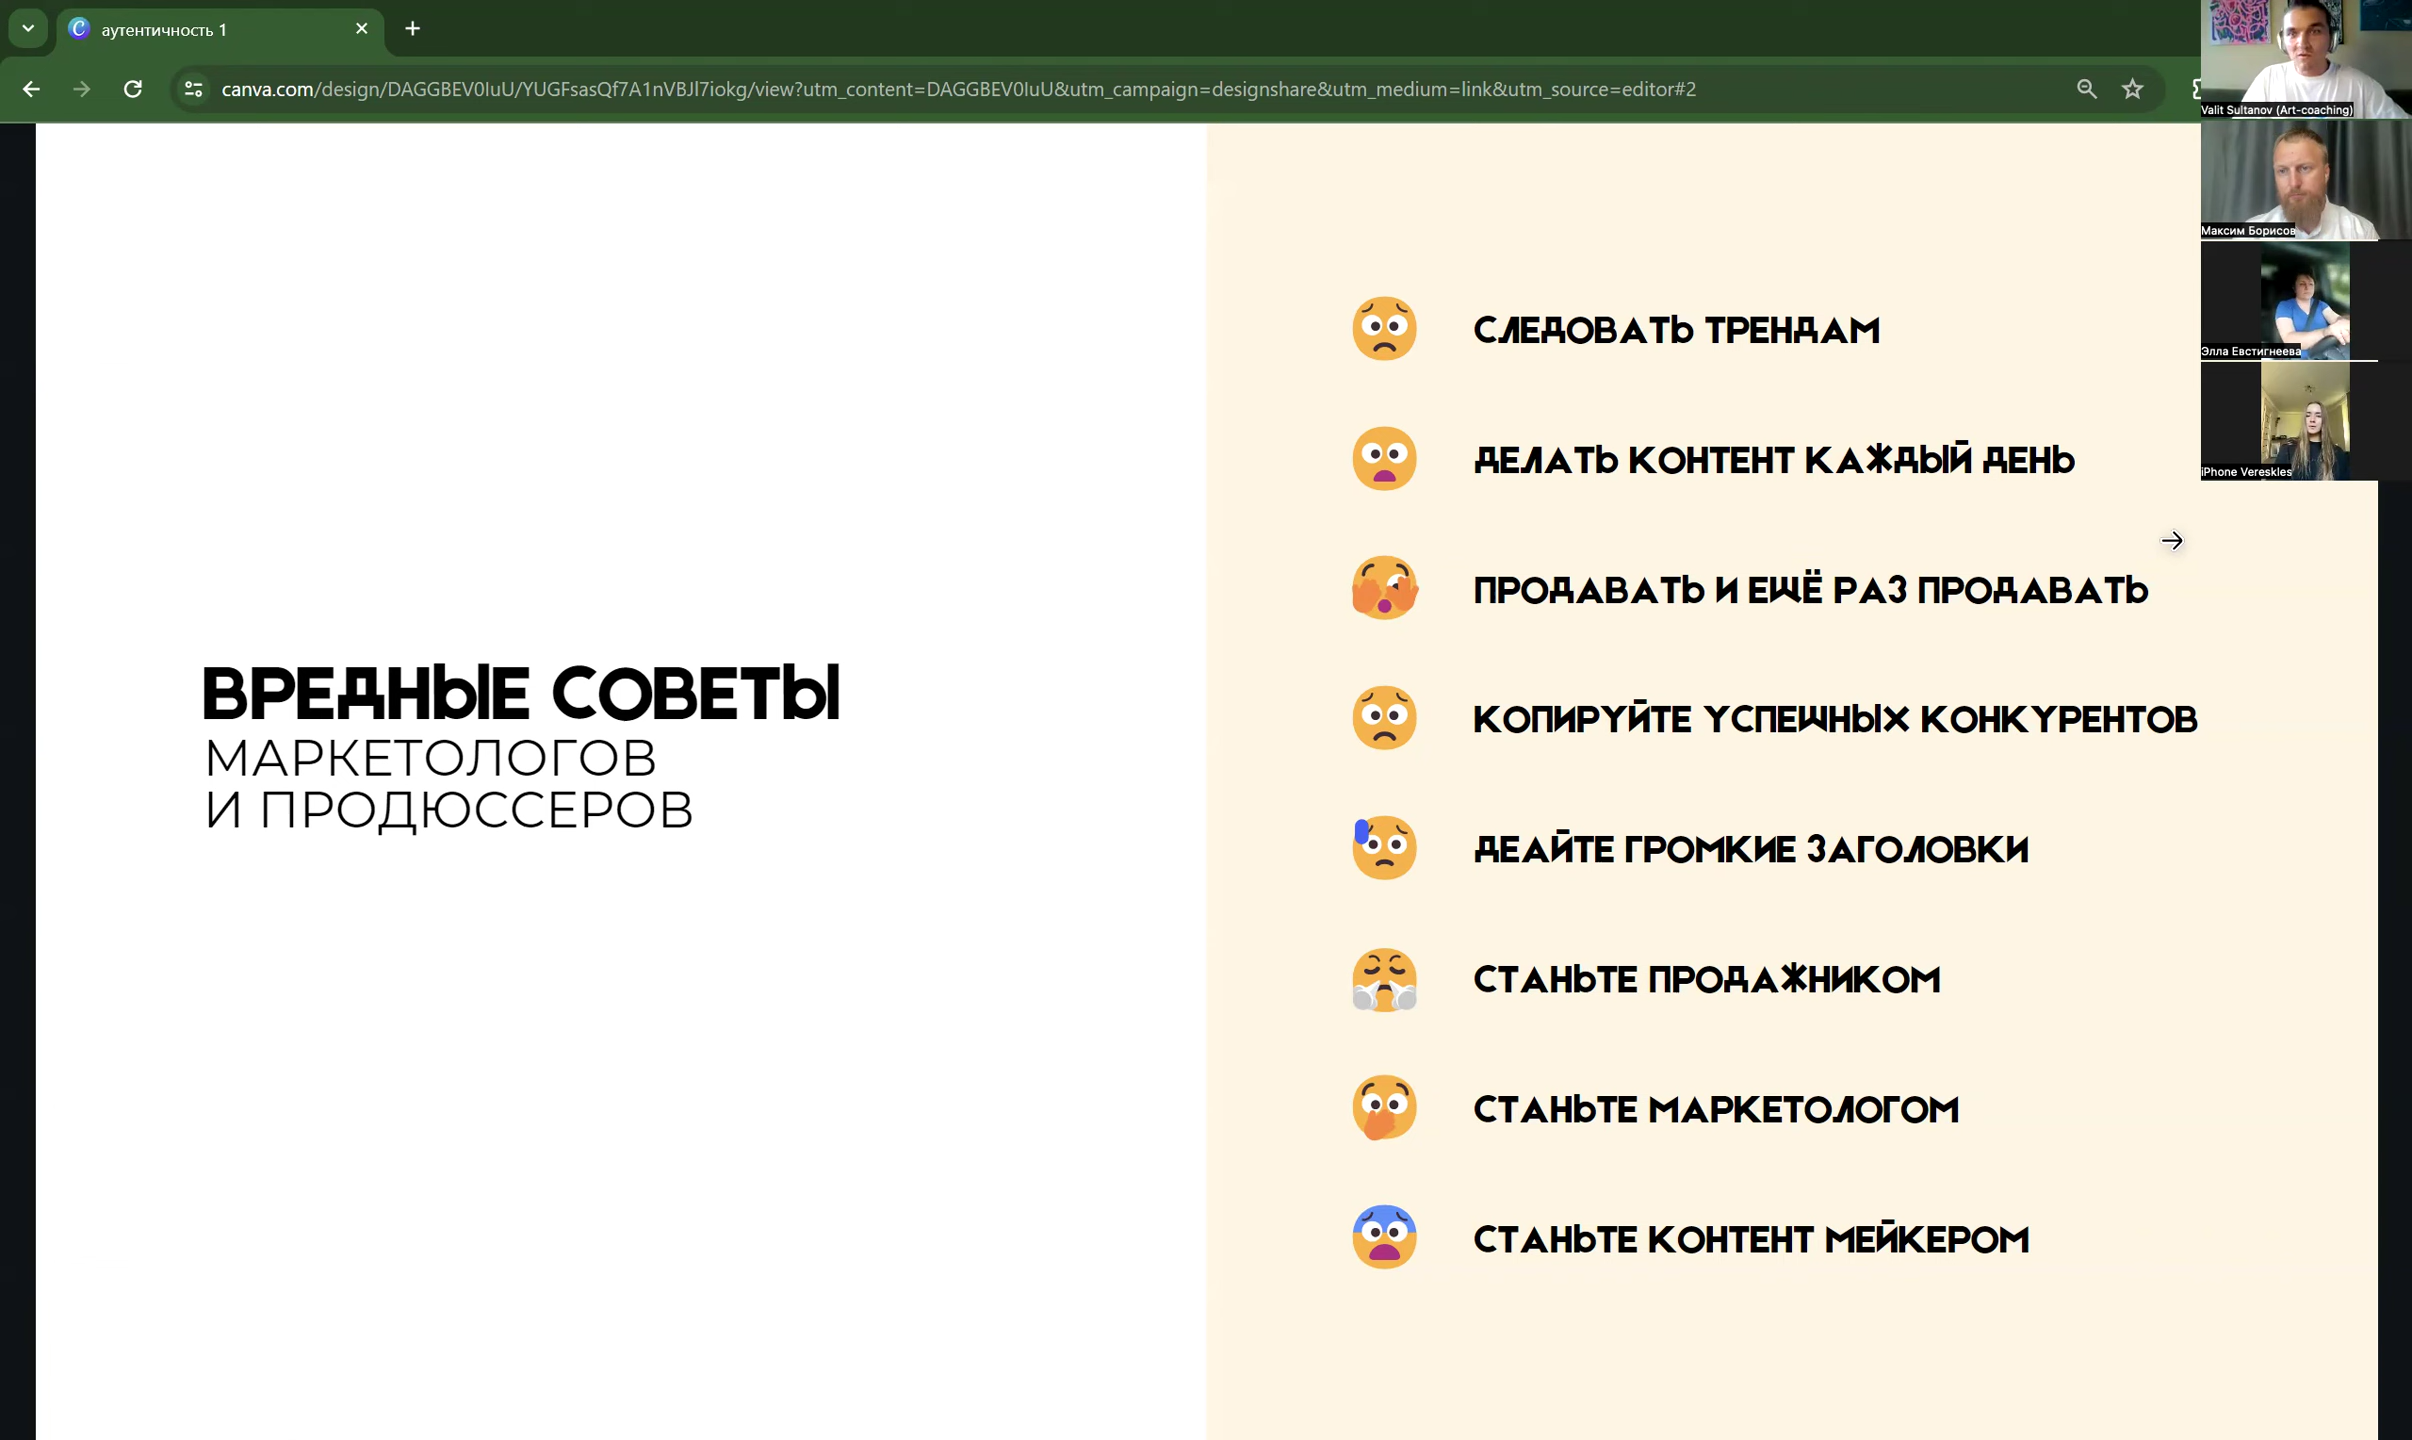 аутентичность 1
canva.com/design/DAGGBEV0IuU/YUGFsasQf7A1nVBJl7iokg/view?utm_content=DAGGBEV0IuU&utm_campaign=designshare&utm_medium=link&utm_source=editor#2
Valit Sultanov (Art-coaching)
Максим Борисов
Элла Евстигнеева
iPhone Vereskles
ВРЕДНЫЕ СОВЕТЫ
МАРКЕТОЛОГОВ
И ПРОДЮССЕРОВ
СЛЕДОВАТЬ ТРЕНДАМ
ДЕЛАТЬ КОНТЕНТ КАЖДЫЙ ДЕНЬ
ПРОДАВАТЬ И ЕЩЁ РАЗ ПРОДАВАТЬ
КОПИРУЙТЕ УСПЕШНЫХ КОНКУРЕНТОВ
ДЕАЙТЕ ГРОМКИЕ ЗАГОЛОВКИ
СТАНЬТЕ ПРОДАЖНИКОМ
СТАНЬТЕ МАРКЕТОЛОГОМ
СТАНЬТЕ КОНТЕНТ МЕЙКЕРОМ